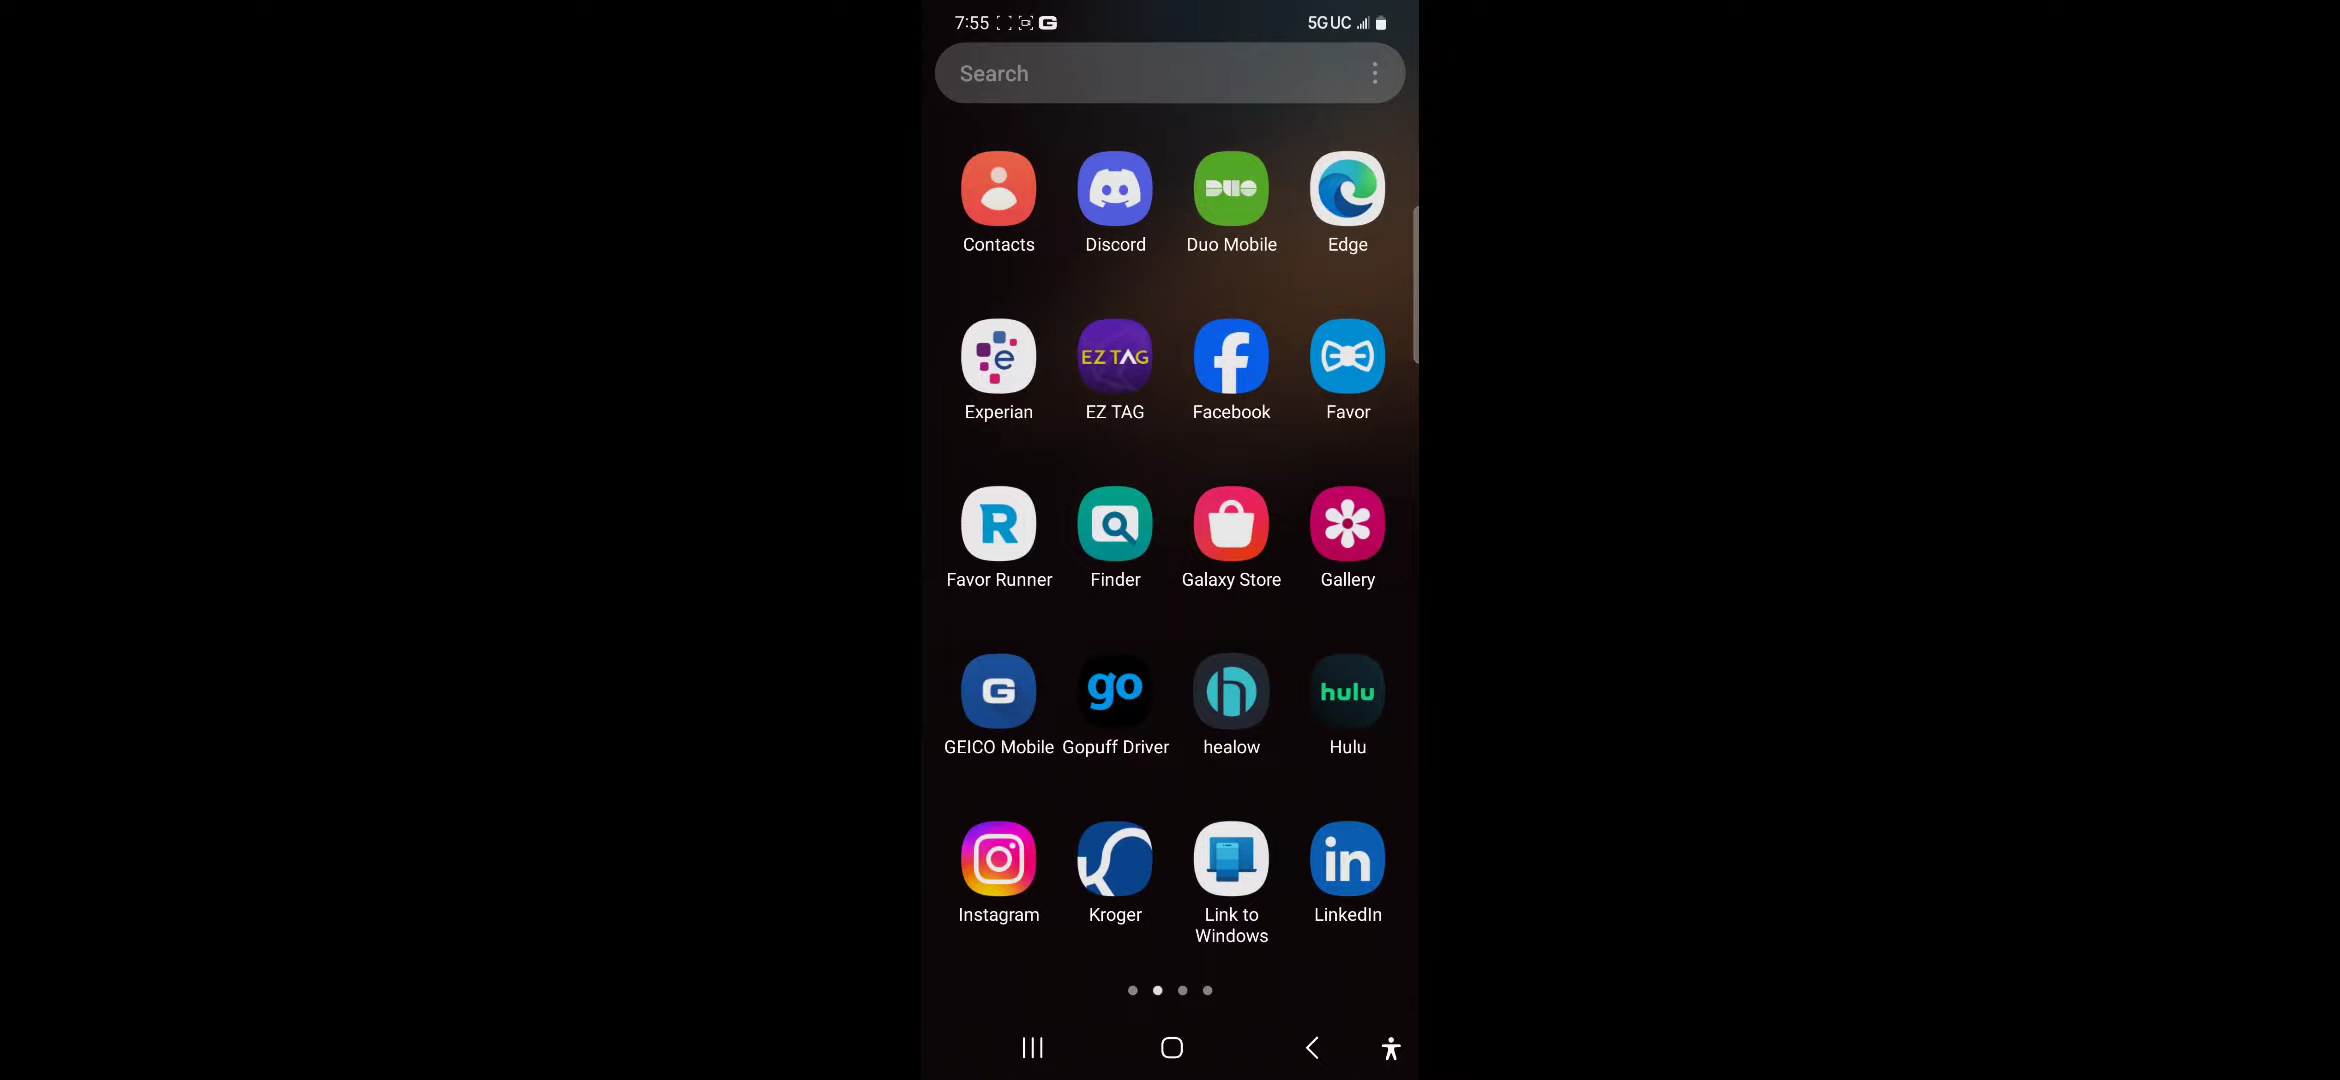 7:55 G 5G UC
Search
DUO
Contacts Discord Duo Mobile Edge
e EZ TAG f
Experian EZ TAG Facebook Favor
R
Favor Runner Finder Galaxy Store Gallery
G go h hulu
GEICO Mobile Gopuff Driver healow Hulu
in
Instagram Kroger Link to LinkedIn
Windows